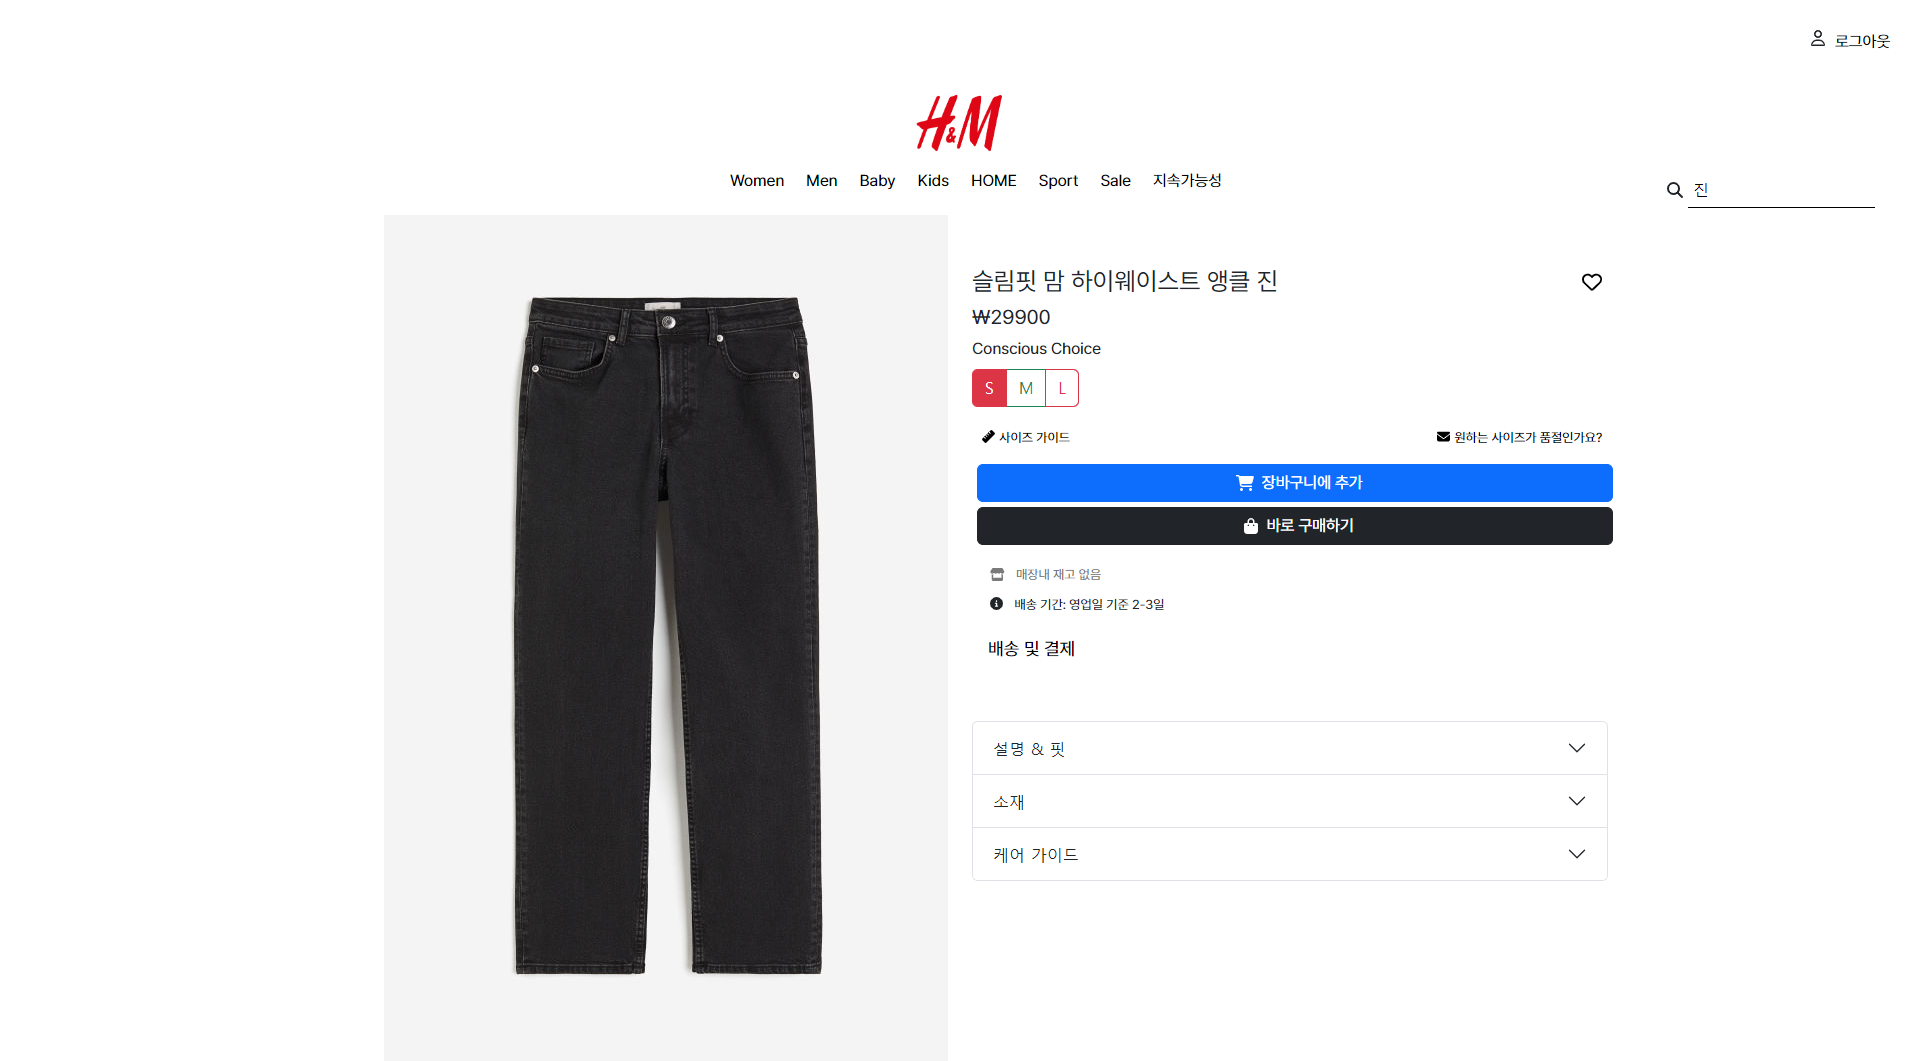 로그아웃
H&M
Women Men Baby Kids HOME Sport Sale 지속가능성
진
슬림핏 맘 하이웨이스트 앵클 진
₩29900
Conscious Choice
S M L
사이즈 가이드
원하는 사이즈가 품절인가요?
장바구니에 추가
바로 구매하기
매장내 재고 없음
배송 기간: 영업일 기준 2-3일
배송 및 결제
설명 & 핏
소재
케어 가이드